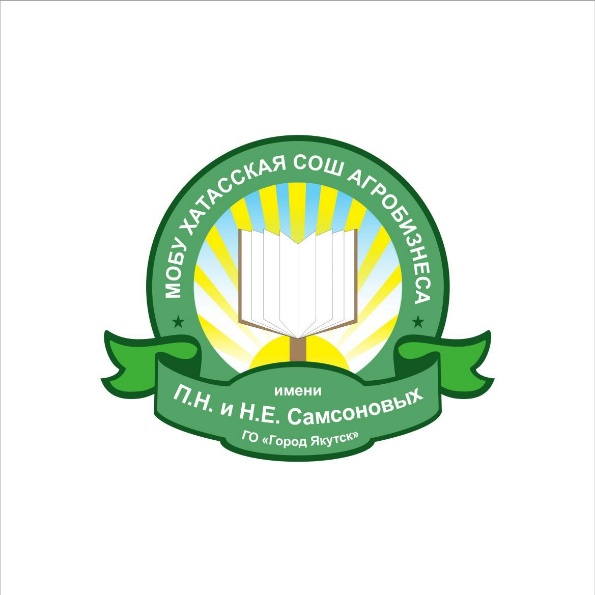 МОБУ ХАТАССКАЯ СОШ АГРОБИЗНЕСА
имени
П.Н. и Н.Е. Самсоновых
ГО «Город Якутск»